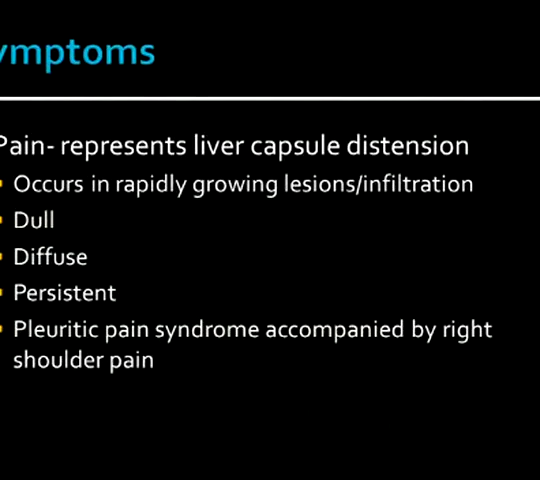 ymptoms
Pain- represents liver capsule distension
Occurs in rapidly growing lesions/infiltration
Dull
Diffuse
Persistent
Pleuritic pain syndrome accompanied by right
shoulder pain